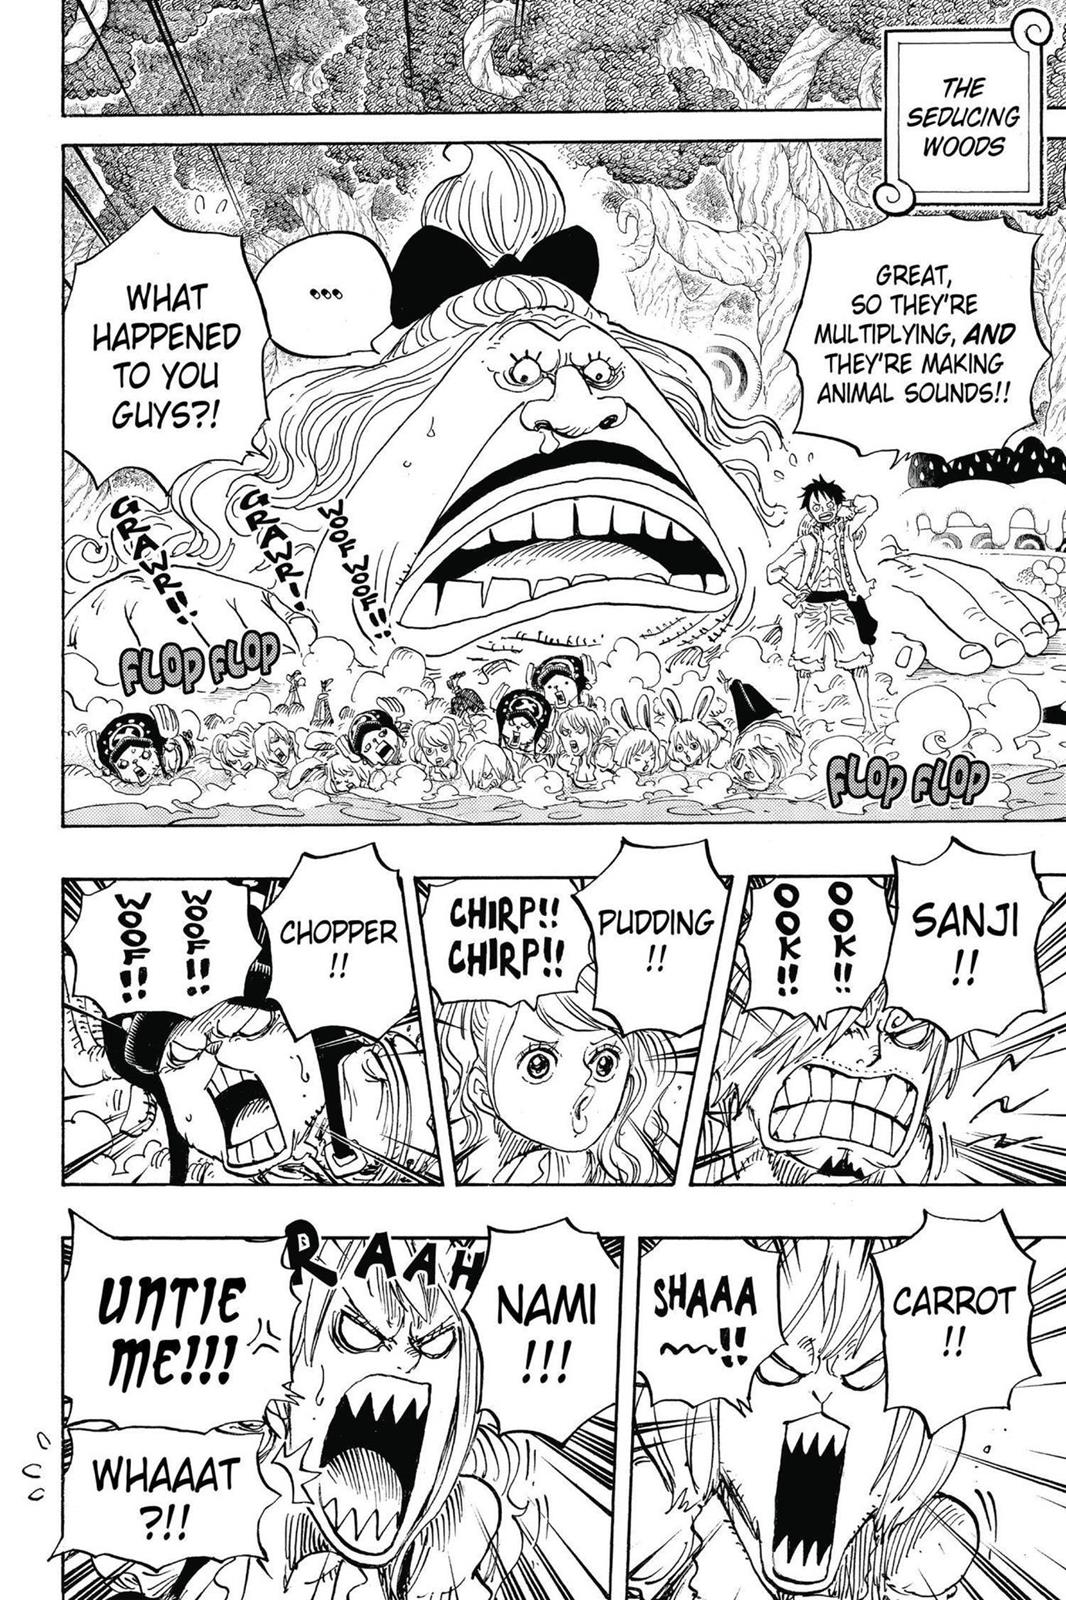 THE
SEDUCING
WOODS
GREAT,
SO THEY'RE
MULTIPLYING, AND
THEY'RE MAKING
ANIMAL SOUNDS!!
...
WHAT
HAPPENED
TO YOU
GUYS?!
WOOF WOOF!!
GRAWR!
GRAWR!!
FLOP FLOP
FLOP FLOP
SANJI
!!
OOK!!
OOK!!
PUDDING
!!
CHIRP!!
CHIRP!!
CHOPPER
!!
WOOF!!
WOOF!!
CARROT
!!
SHAAA
~!!
NAMI
!!!
RAAH
UNTIE
ME!!!
WHAAAT
?!!